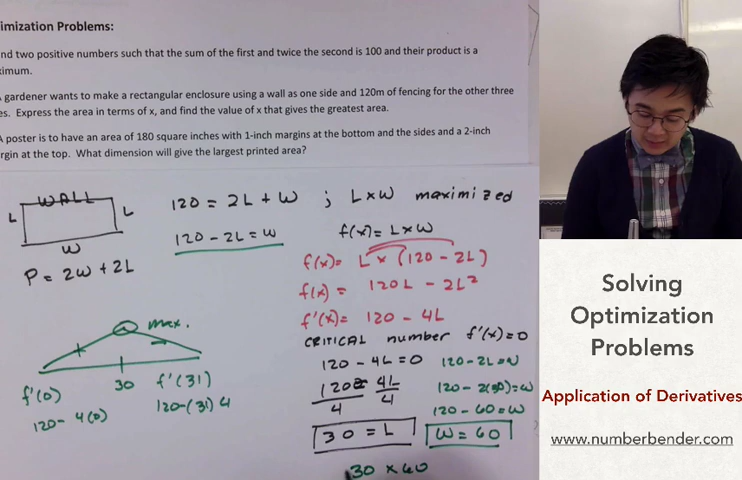 timization Problems:
nd two positive numbers such that the sum of the first and twice the second is 100 and their product is a
ximum.
A gardener wants to make a rectangular enclosure using a wall as one side and 120m of fencing for the other three
es. Express the area in terms of x, and find the value of x that gives the greatest area.
A poster is to have an area of 180 square inches with 1-inch margins at the bottom and the sides and a 2-inch
rgin at the top. What dimension will give the largest printed area?
WALL
L
L
W
P = 2W + 2L
120 = 2L + W ; L x W maximized
120 - 2L = W
f(x) = L x W
f(x) = L x (120 - 2L)
f(x) = 120L - 2L²
f'(x) = 120 - 4L
CRITICAL number f'(x) = 0
120 - 4L = 0
120 = 4L
4 4
30 = L
120 - 2L = W
120 - 2(30) = W
120 - 60 = W
W = 60
30 x 60
max.
+
-
30
f'(0)
120 - 4(0)
f'(31)
120 - (31) 4
Solving
Optimization
Problems
Application of Derivatives
www.numberbender.com